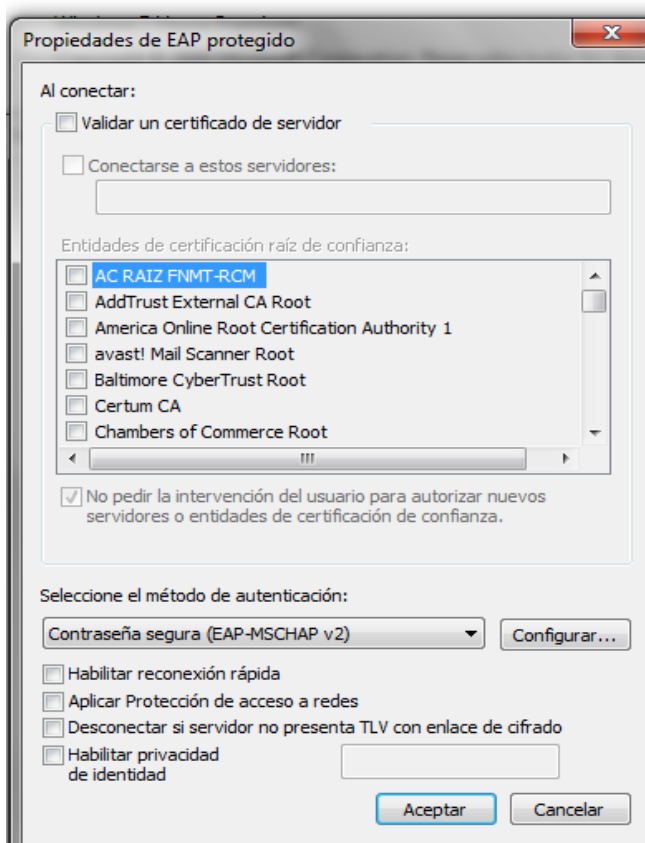 Propiedades de EAP protegido
Al conectar:
Validar un certificado de servidor
Conectarse a estos servidores:
Entidades de certificación raíz de confianza:
AC RAIZ FNMT-RCM
AddTrust External CA Root
America Online Root Certification Authority 1
avast! Mail Scanner Root
Baltimore CyberTrust Root
Certum CA
Chambers of Commerce Root
No pedir la intervención del usuario para autorizar nuevos
servidores o entidades de certificación de confianza.
Seleccione el método de autenticación:
Contraseña segura (EAP-MSCHAP v2)
Configurar...
Habilitar reconexión rápida
Aplicar Protección de acceso a redes
Desconectar si servidor no presenta TLV con enlace de cifrado
Habilitar privacidad
de identidad
Aceptar
Cancelar